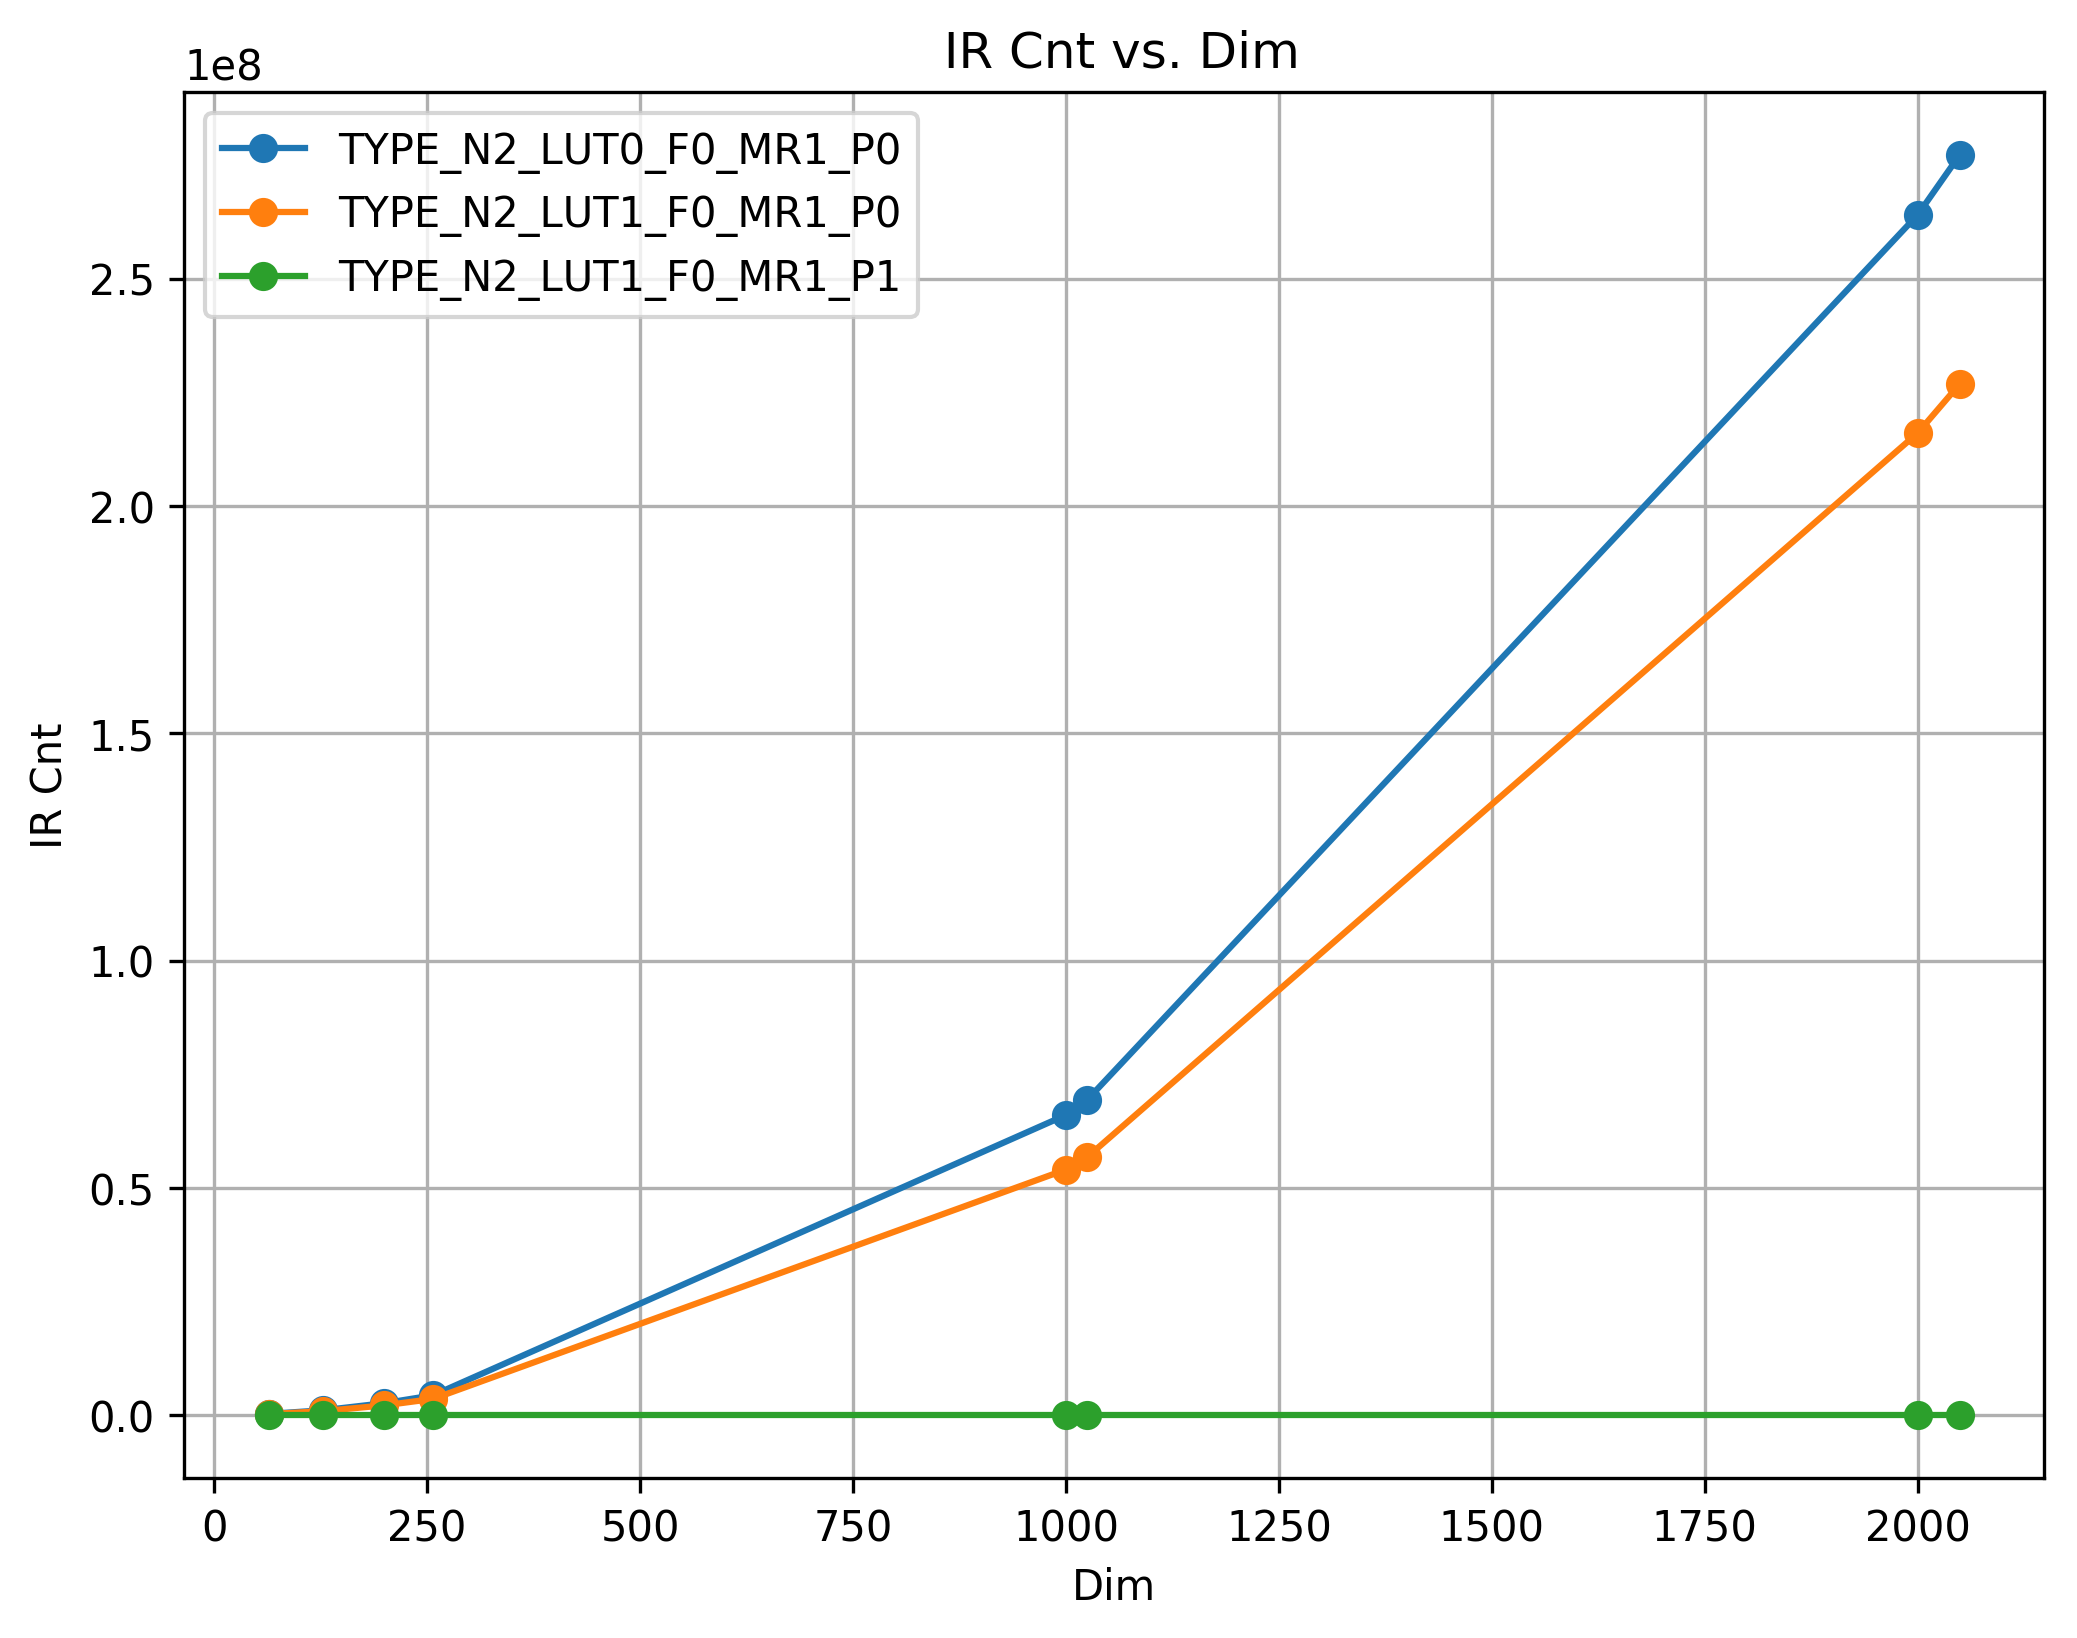 IR Cnt vs. Dim
1e8
TYPE_N2_LUT0_F0_MR1_P0
TYPE_N2_LUT1_F0_MR1_P0
TYPE_N2_LUT1_F0_MR1_P1
2.5
2.0
1.5
1.0
0.5
0.0
IR Cnt
0 250 500 750 1000 1250 1500 1750 2000
Dim